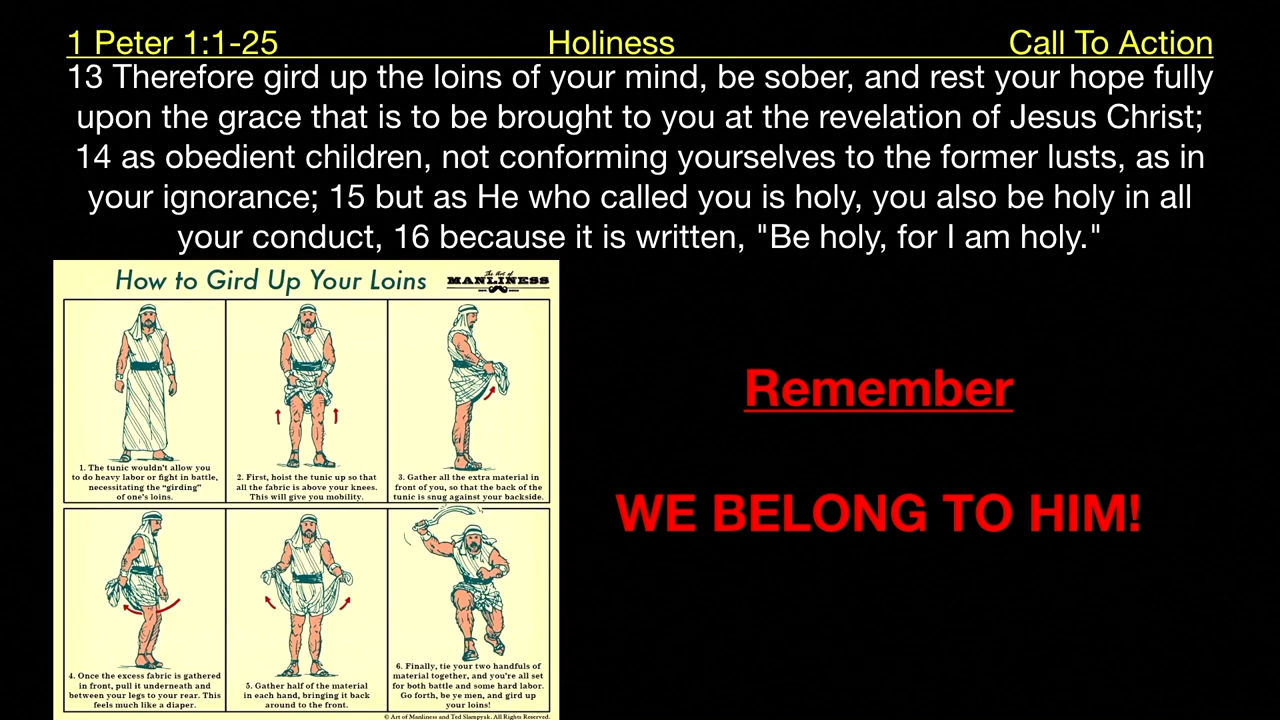 1 Peter 1:1-25 Holiness Call To Action
13 Therefore gird up the loins of your mind, be sober, and rest your hope fully
upon the grace that is to be brought to you at the revelation of Jesus Christ;
14 as obedient children, not conforming yourselves to the former lusts, as in
your ignorance; 15 but as He who called you is holy, you also be holy in all
your conduct, 16 because it is written, "Be holy, for I am holy."
How to Gird Up Your Loins
The Art of
MANLINESS
1. The tunic wouldn't allow you
to do heavy labor or fight in battle,
necessitating the "girding"
of one's loins.
2. First, hoist the tunic up so that
all the fabric is above your knees.
This will give you mobility.
3. Gather all the extra material in
front of you, so that the back of the
tunic is snug against your backside.
4. Once the excess fabric is gathered
in front, pull it underneath and
between your legs to your rear. This
feels much like a diaper.
5. Gather half of the material
in each hand, bringing it back
around to the front.
6. Finally, tie your two handfuls of
material together, and you're all set
for both battle and some hard labor.
Go forth, be ye men, and gird up
your loins!
© Art of Manliness and Ted Slampyak. All Rights Reserved.
Remember
WE BELONG TO HIM!